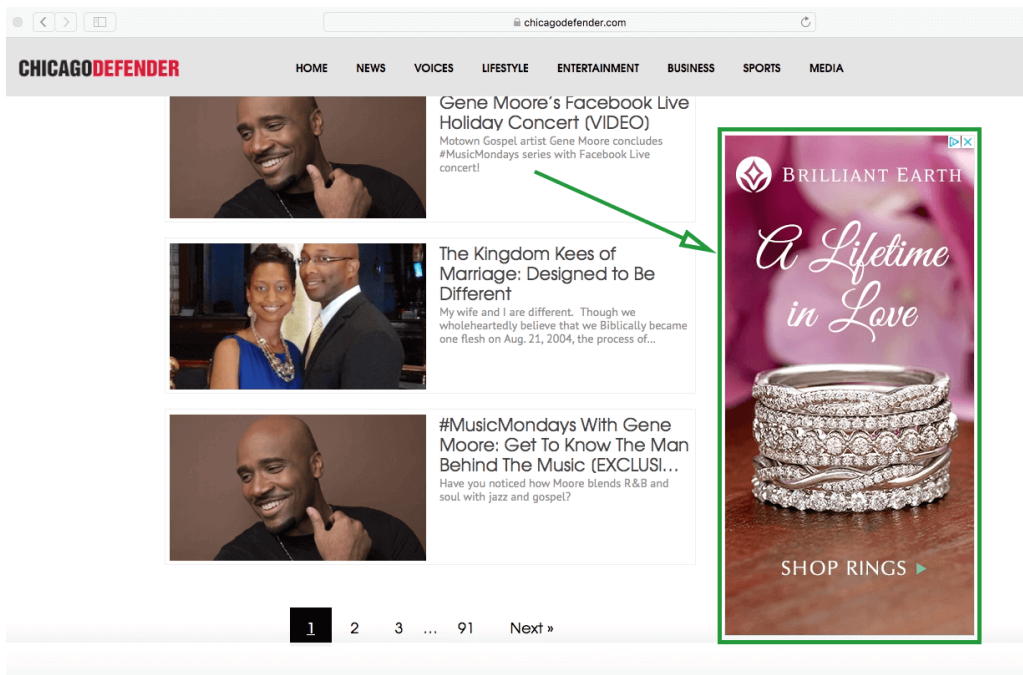 chicagodefender.com
CHICAGODEFENDER
HOME NEWS VOICES LIFESTYLE ENTERTAINMENT BUSINESS SPORTS MEDIA
Gene Moore's Facebook Live
Holiday Concert (VIDEO)
Motown Gospel artist Gene Moore concludes
#MusicMondays series with Facebook Live
concert!
The Kingdom Kees of
Marriage: Designed to Be
Different
My wife and I are different. Though we
wholeheartedly believe that we Biblically became
one flesh on Aug. 21, 2004, the process of...
#MusicMondays With Gene
Moore: Get To Know The Man
Behind The Music (EXCLUSI...
Have you noticed how Moore blends R&B and
soul with jazz and gospel?
1 2 3 ... 91 Next »
BRILLIANT EARTH
A Lifetime
in Love
SHOP RINGS